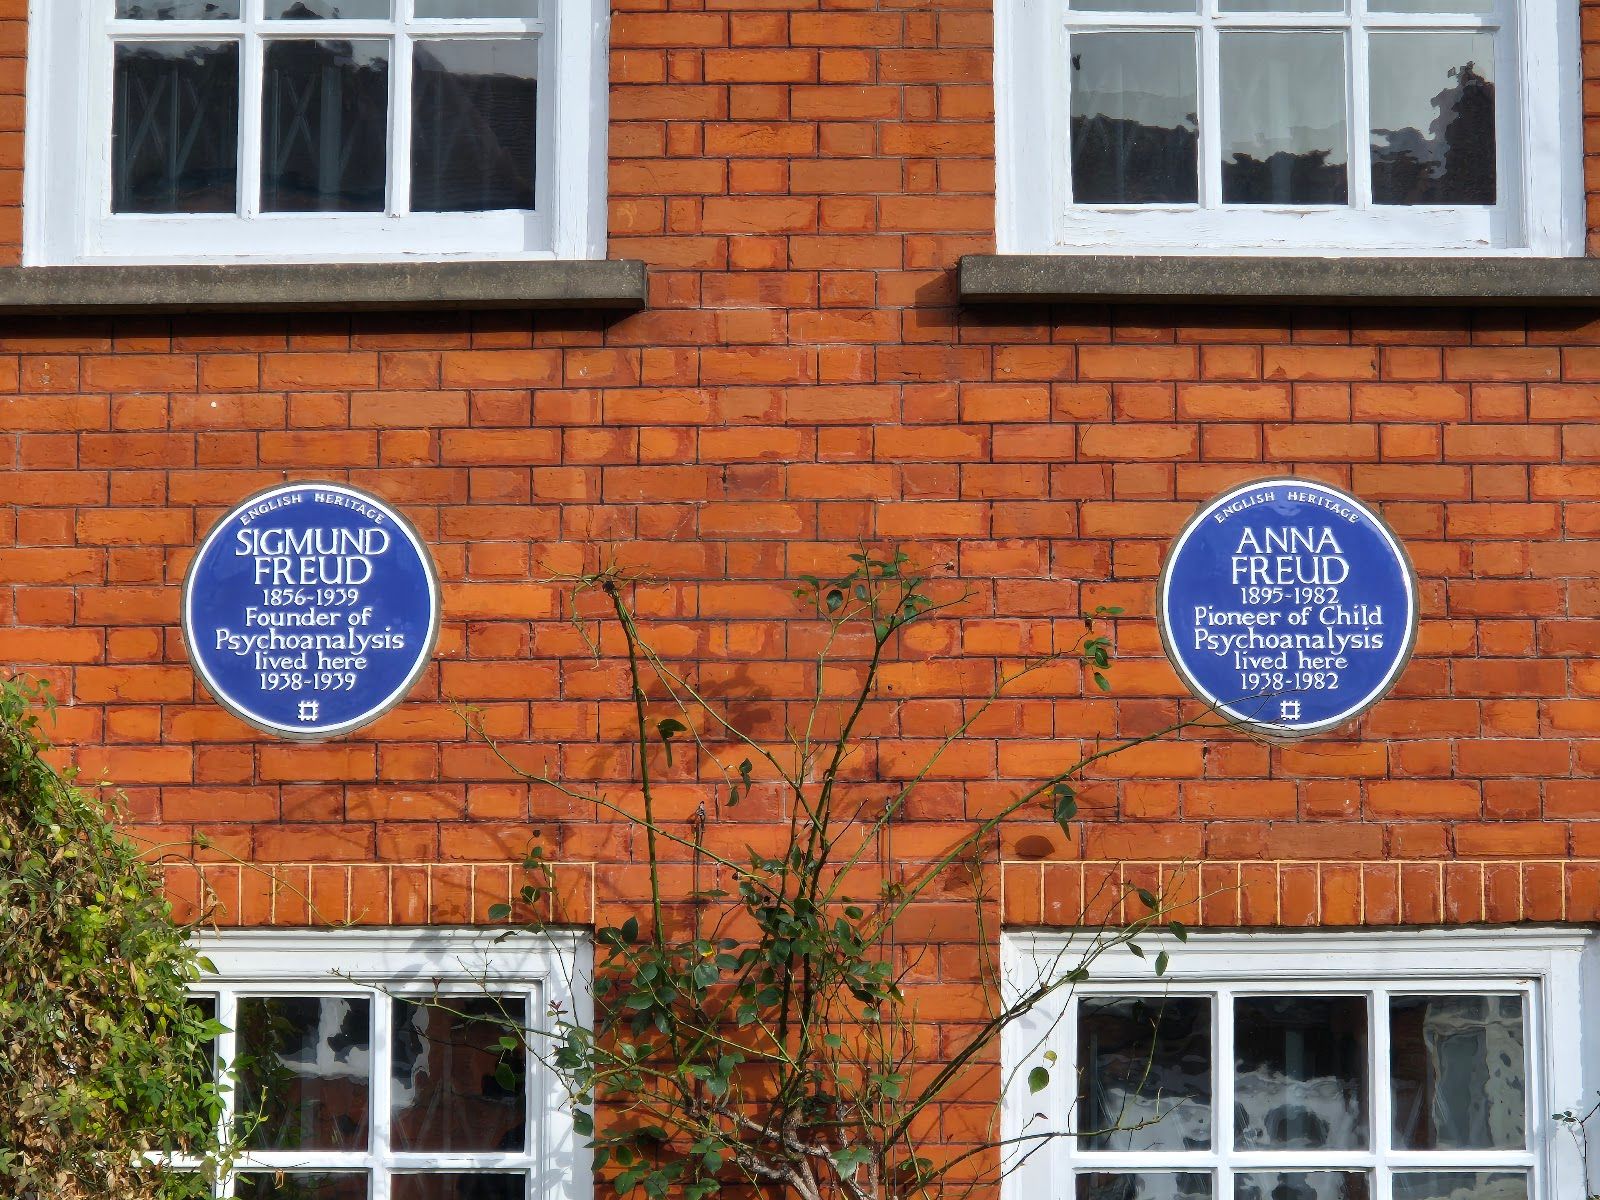 ENGLISH HERITAGE
SIGMUND
FREUD
1856-1939
Founder of
Psychoanalysis
lived here
1938-1939
ENGLISH HERITAGE
ANNA
FREUD
1895-1982
Pioneer of Child
Psychoanalysis
lived here
1938-1982